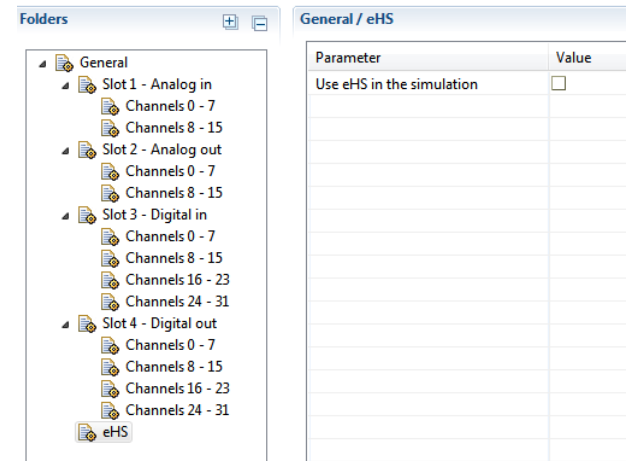 Folders
General
Slot 1 - Analog in
Channels 0 - 7
Channels 8 - 15
Slot 2 - Analog out
Channels 0 - 7
Channels 8 - 15
Slot 3 - Digital in
Channels 0 - 7
Channels 8 - 15
Channels 16 - 23
Channels 24 - 31
Slot 4 - Digital out
Channels 0 - 7
Channels 8 - 15
Channels 16 - 23
Channels 24 - 31
eHS
General / eHS
Parameter Value
Use eHS in the simulation